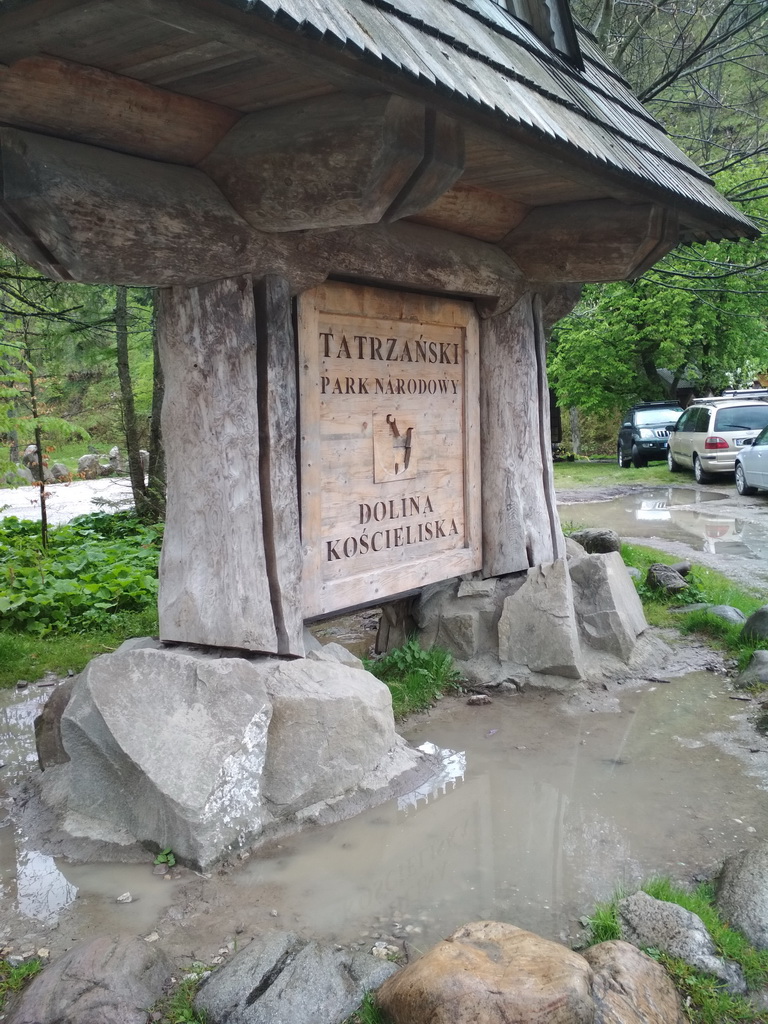 TATRZAŃSKI
PARK NARODOWY
DOLINA
KOŚCIELISKA